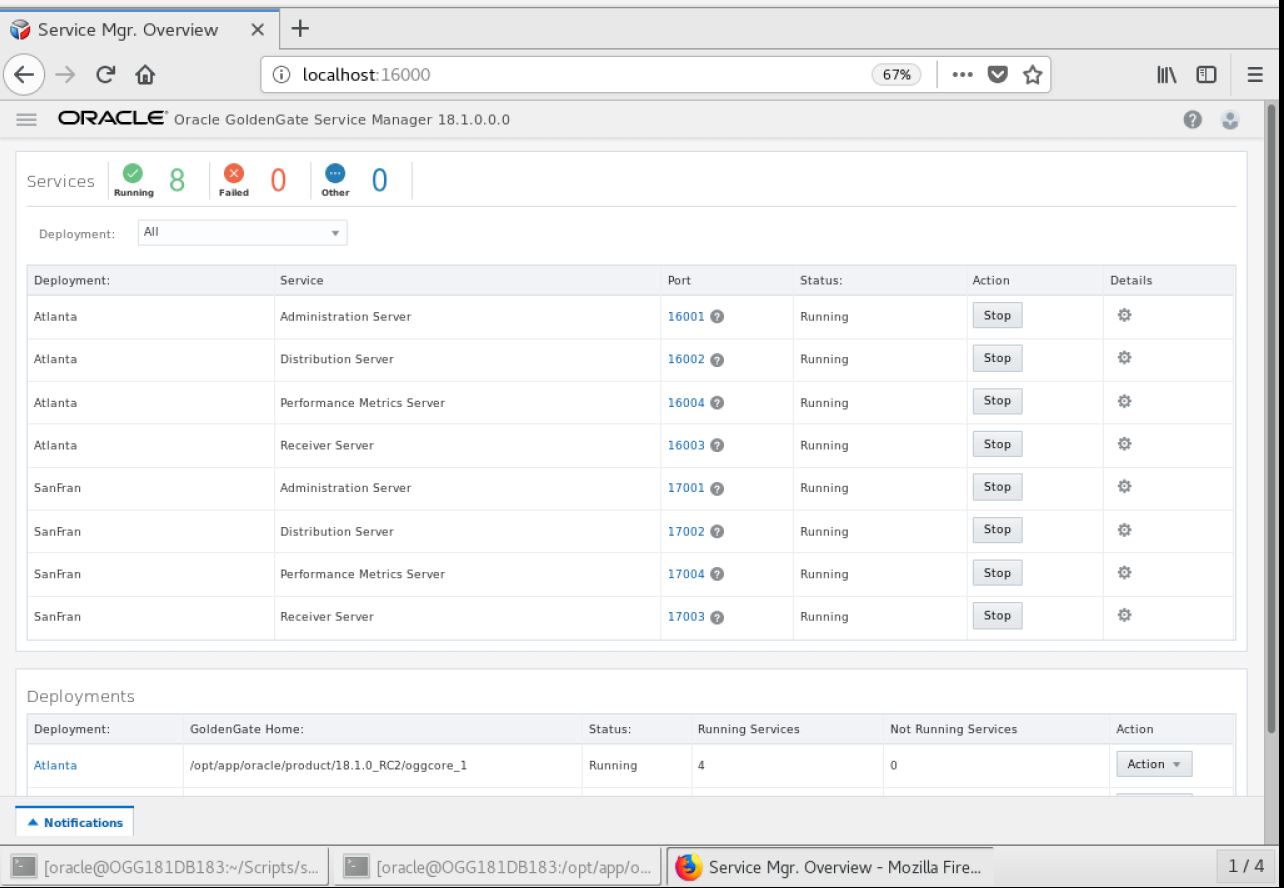 Service Mgr. Overview
localhost:16000 67%
ORACLE Oracle GoldenGate Service Manager 18.1.0.0.0
Services Running 8 Failed 0 Other 0
Deployment: All
Deployment: Service Port Status: Action Details
Atlanta Administration Server 16001 Running Stop
Atlanta Distribution Server 16002 Running Stop
Atlanta Performance Metrics Server 16004 Running Stop
Atlanta Receiver Server 16003 Running Stop
SanFran Administration Server 17001 Running Stop
SanFran Distribution Server 17002 Running Stop
SanFran Performance Metrics Server 17004 Running Stop
SanFran Receiver Server 17003 Running Stop
Deployments
Deployment: GoldenGate Home: Status: Running Services Not Running Services Action
Atlanta /opt/app/oracle/product/18.1.0_RC2/oggcore_1 Running 4 0 Action
Notifications
[oracle@OGG181DB183:~/Scripts/s... [oracle@OGG181DB183:/opt/app/o... Service Mgr. Overview - Mozilla Fire... 1 / 4